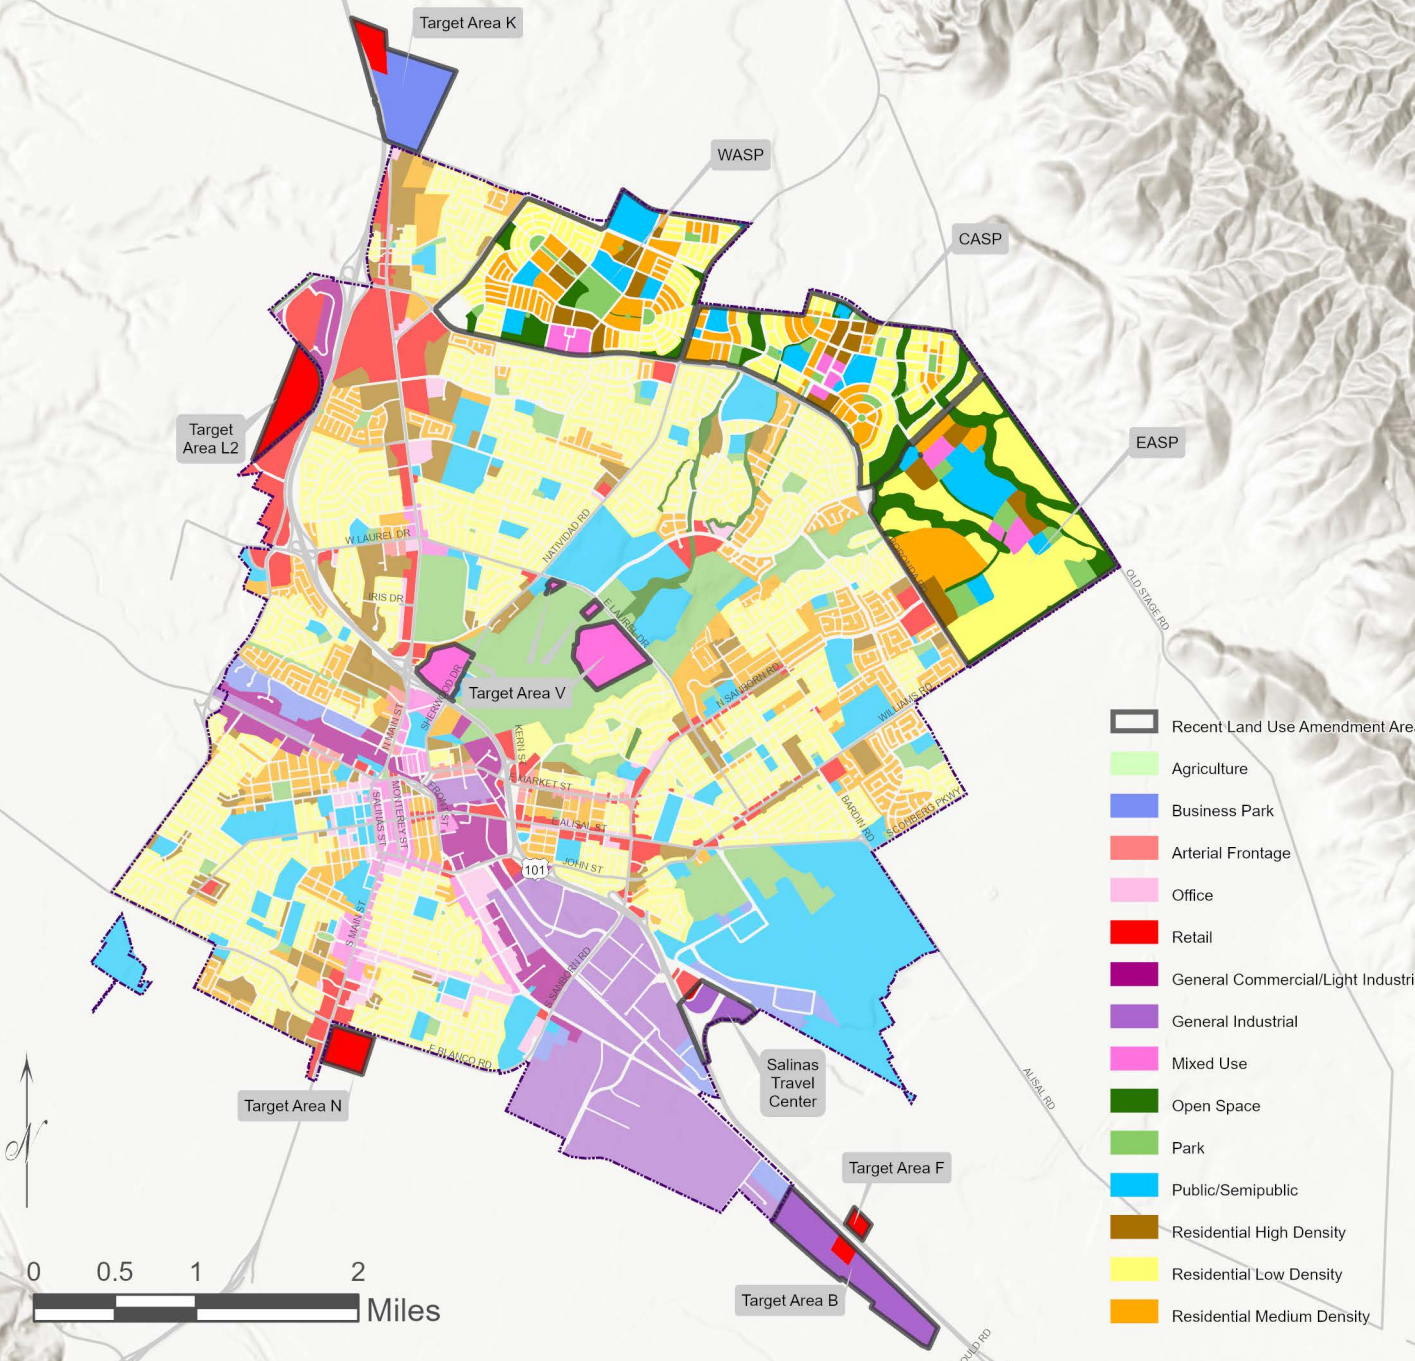 Target Area K
WASP
CASP
Target
Area L2
EASP
W LAUREL DR
NATIVIDAD RD
IRIS DR
E LAUREL DR
OLD STAGE RD
Target Area V
SHERWOOD DR
N SANBORN RD
WILLIAMS RD
N MAIN ST
KERN ST
E MARKET ST
SALINAS ST
MONTEREY ST
FRONT ST
E ALISAL ST
BARDIN RD
SCONBERG PKWY
JOHN ST
101
S MAIN ST
S SANBORN RD
E BLANCO RD
Target Area N
Salinas
Travel
Center
ALISAL RD
Target Area F
Target Area B
OULD RD
N
0 0.5 1 2
Miles
Recent Land Use Amendment Are
Agriculture
Business Park
Arterial Frontage
Office
Retail
General Commercial/Light Industri
General Industrial
Mixed Use
Open Space
Park
Public/Semipublic
Residential High Density
Residential Low Density
Residential Medium Density